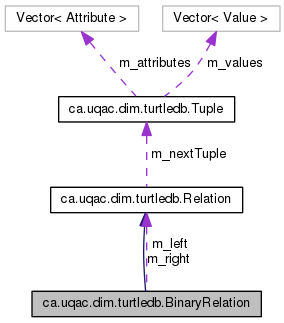 Vector< Attribute >
Vector< Value >
m_attributes
m_values
ca.uqac.dim.turtledb.Tuple
m_nextTuple
ca.uqac.dim.turtledb.Relation
m_left
m_right
ca.uqac.dim.turtledb.BinaryRelation